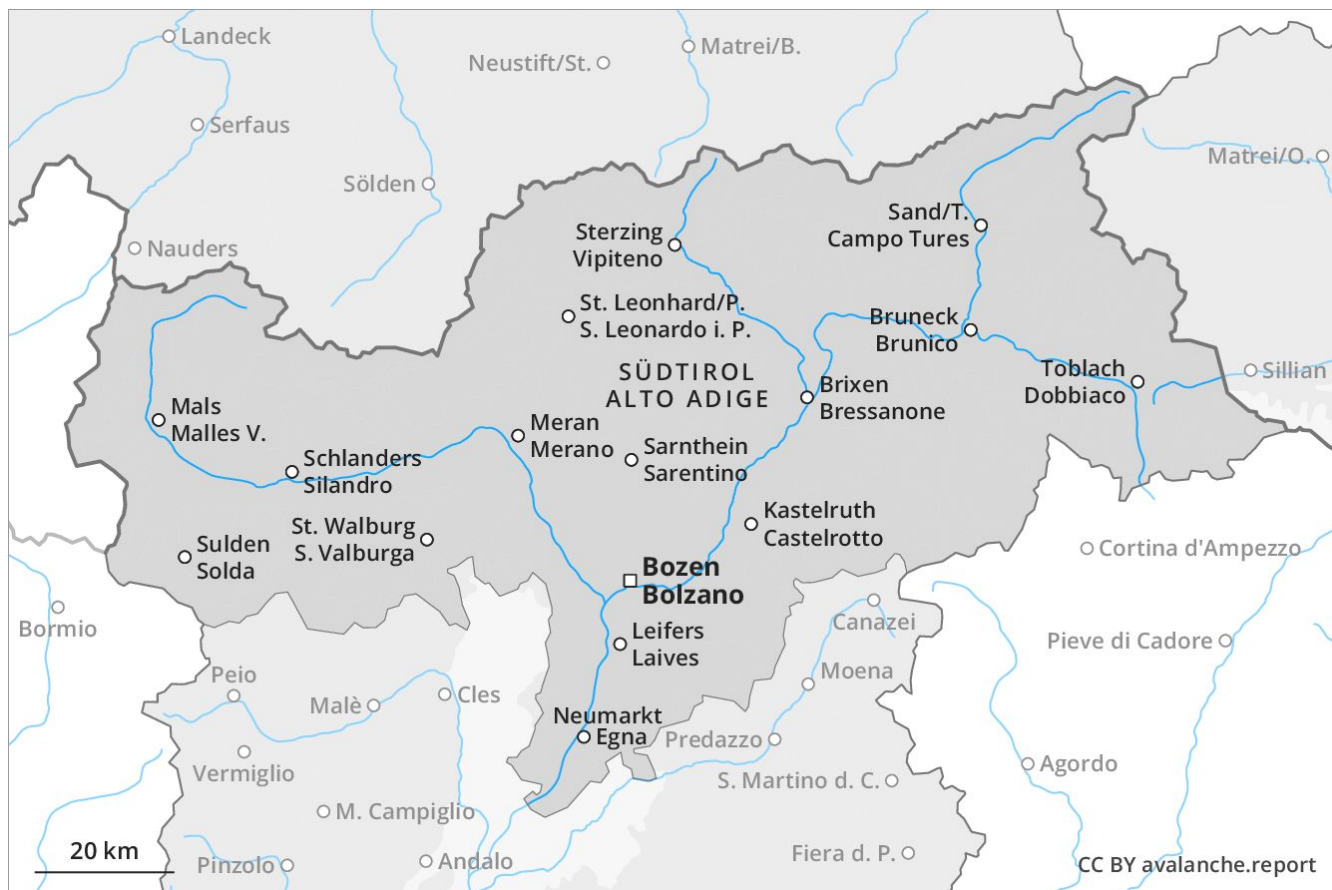 Landeck
Matrei/B.
Neustift/St.
Serfaus
Matrei/O.
Sölden
Nauders
Sand/T.
Campo Tures
Sterzing
Vipiteno
St. Leonhard/P.
S. Leonardo i. P.
Bruneck
Brunico
SÜDTIROL
ALTO ADIGE
Toblach
Dobbiaco
Sillian
Brixen
Bressanone
Mals
Malles V.
Meran
Merano
Sarnthein
Sarentino
Schlanders
Silandro
Kastelruth
Castelrotto
St. Walburg
S. Valburga
Sulden
Solda
Cortina d'Ampezzo
Bozen
Bolzano
Bormio
Canazei
Leifers
Laives
Pieve di Cadore
Peio
Moena
Malè
Cles
Neumarkt
Egna
Predazzo
Vermiglio
Agordo
S. Martino d. C.
M. Campiglio
20 km
Pinzolo
Andalo
Fiera d. P.
CC BY avalanche.report